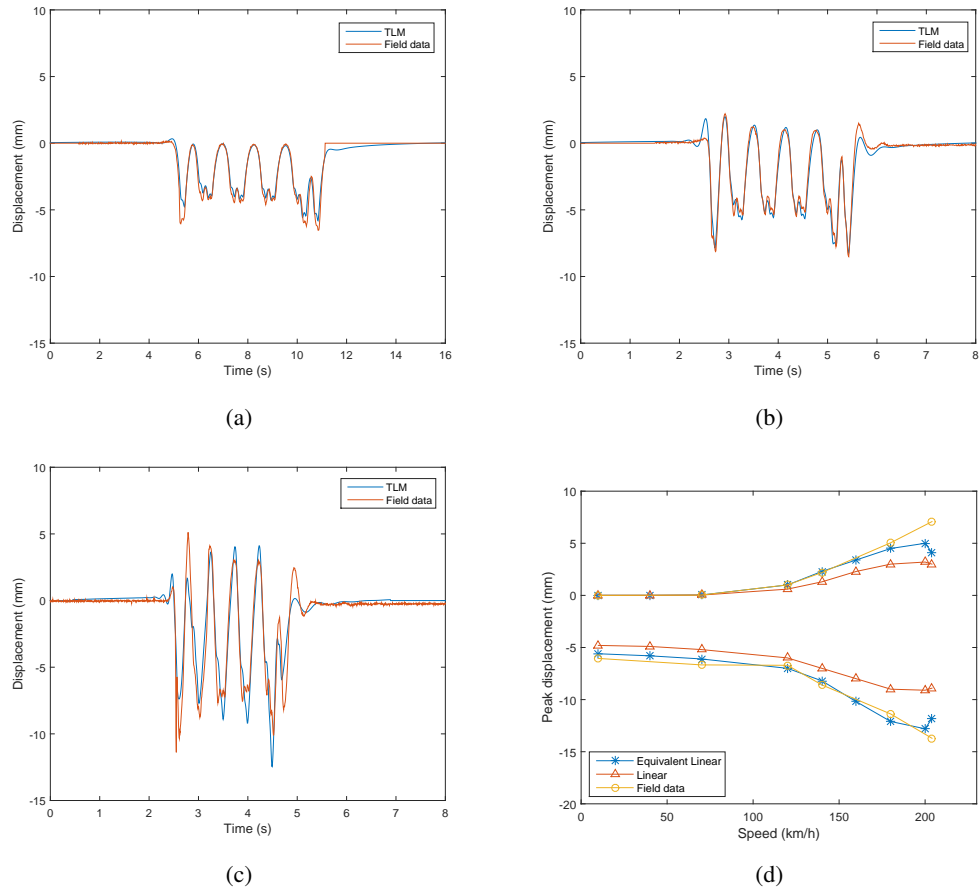 10
5
0
-5
-10
-15
Displacement (mm)
TLM
Field data
0 2 4 6 8 10 12 14 16
Time (s)
(a)
10
5
0
-5
-10
-15
Displacement (mm)
TLM
Field data
0 1 2 3 4 5 6 7 8
Time (s)
(b)
10
5
0
-5
-10
-15
Displacement (mm)
TLM
Field data
0 1 2 3 4 5 6 7 8
Time (s)
(c)
10
5
0
-5
-10
-15
-20
Peak displacement (mm)
Equivalent Linear
Linear
Field data
0 50 100 150 200
Speed (km/h)
(d)